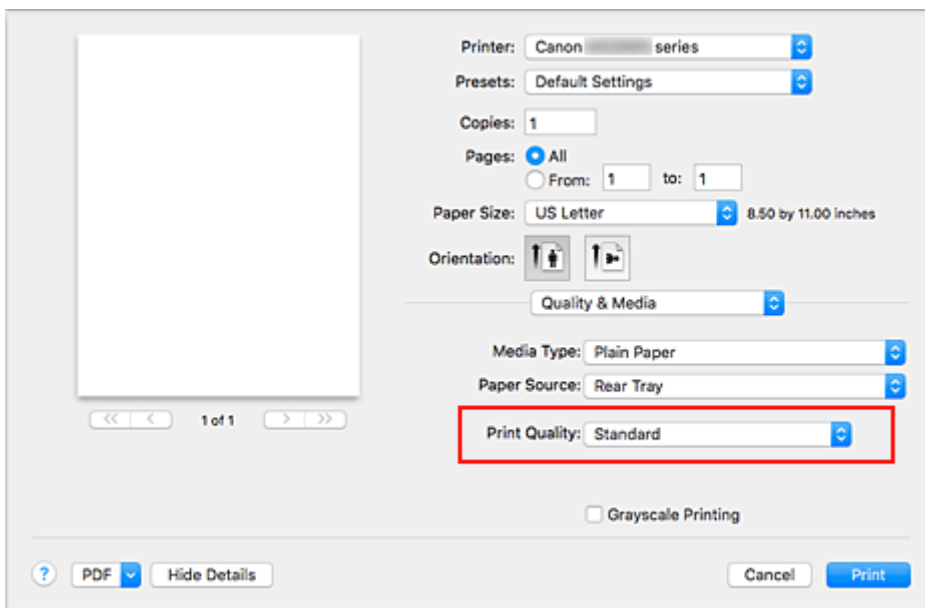 Printer: Canon series
Presets: Default Settings
Copies: 1
Pages: All
From: 1 to: 1
Paper Size: US Letter 8.50 by 11.00 inches
Orientation:
Quality & Media
Media Type: Plain Paper
Paper Source: Rear Tray
<< < 1 of 1 > >>
Print Quality: Standard
Grayscale Printing
? PDF Hide Details Cancel Print